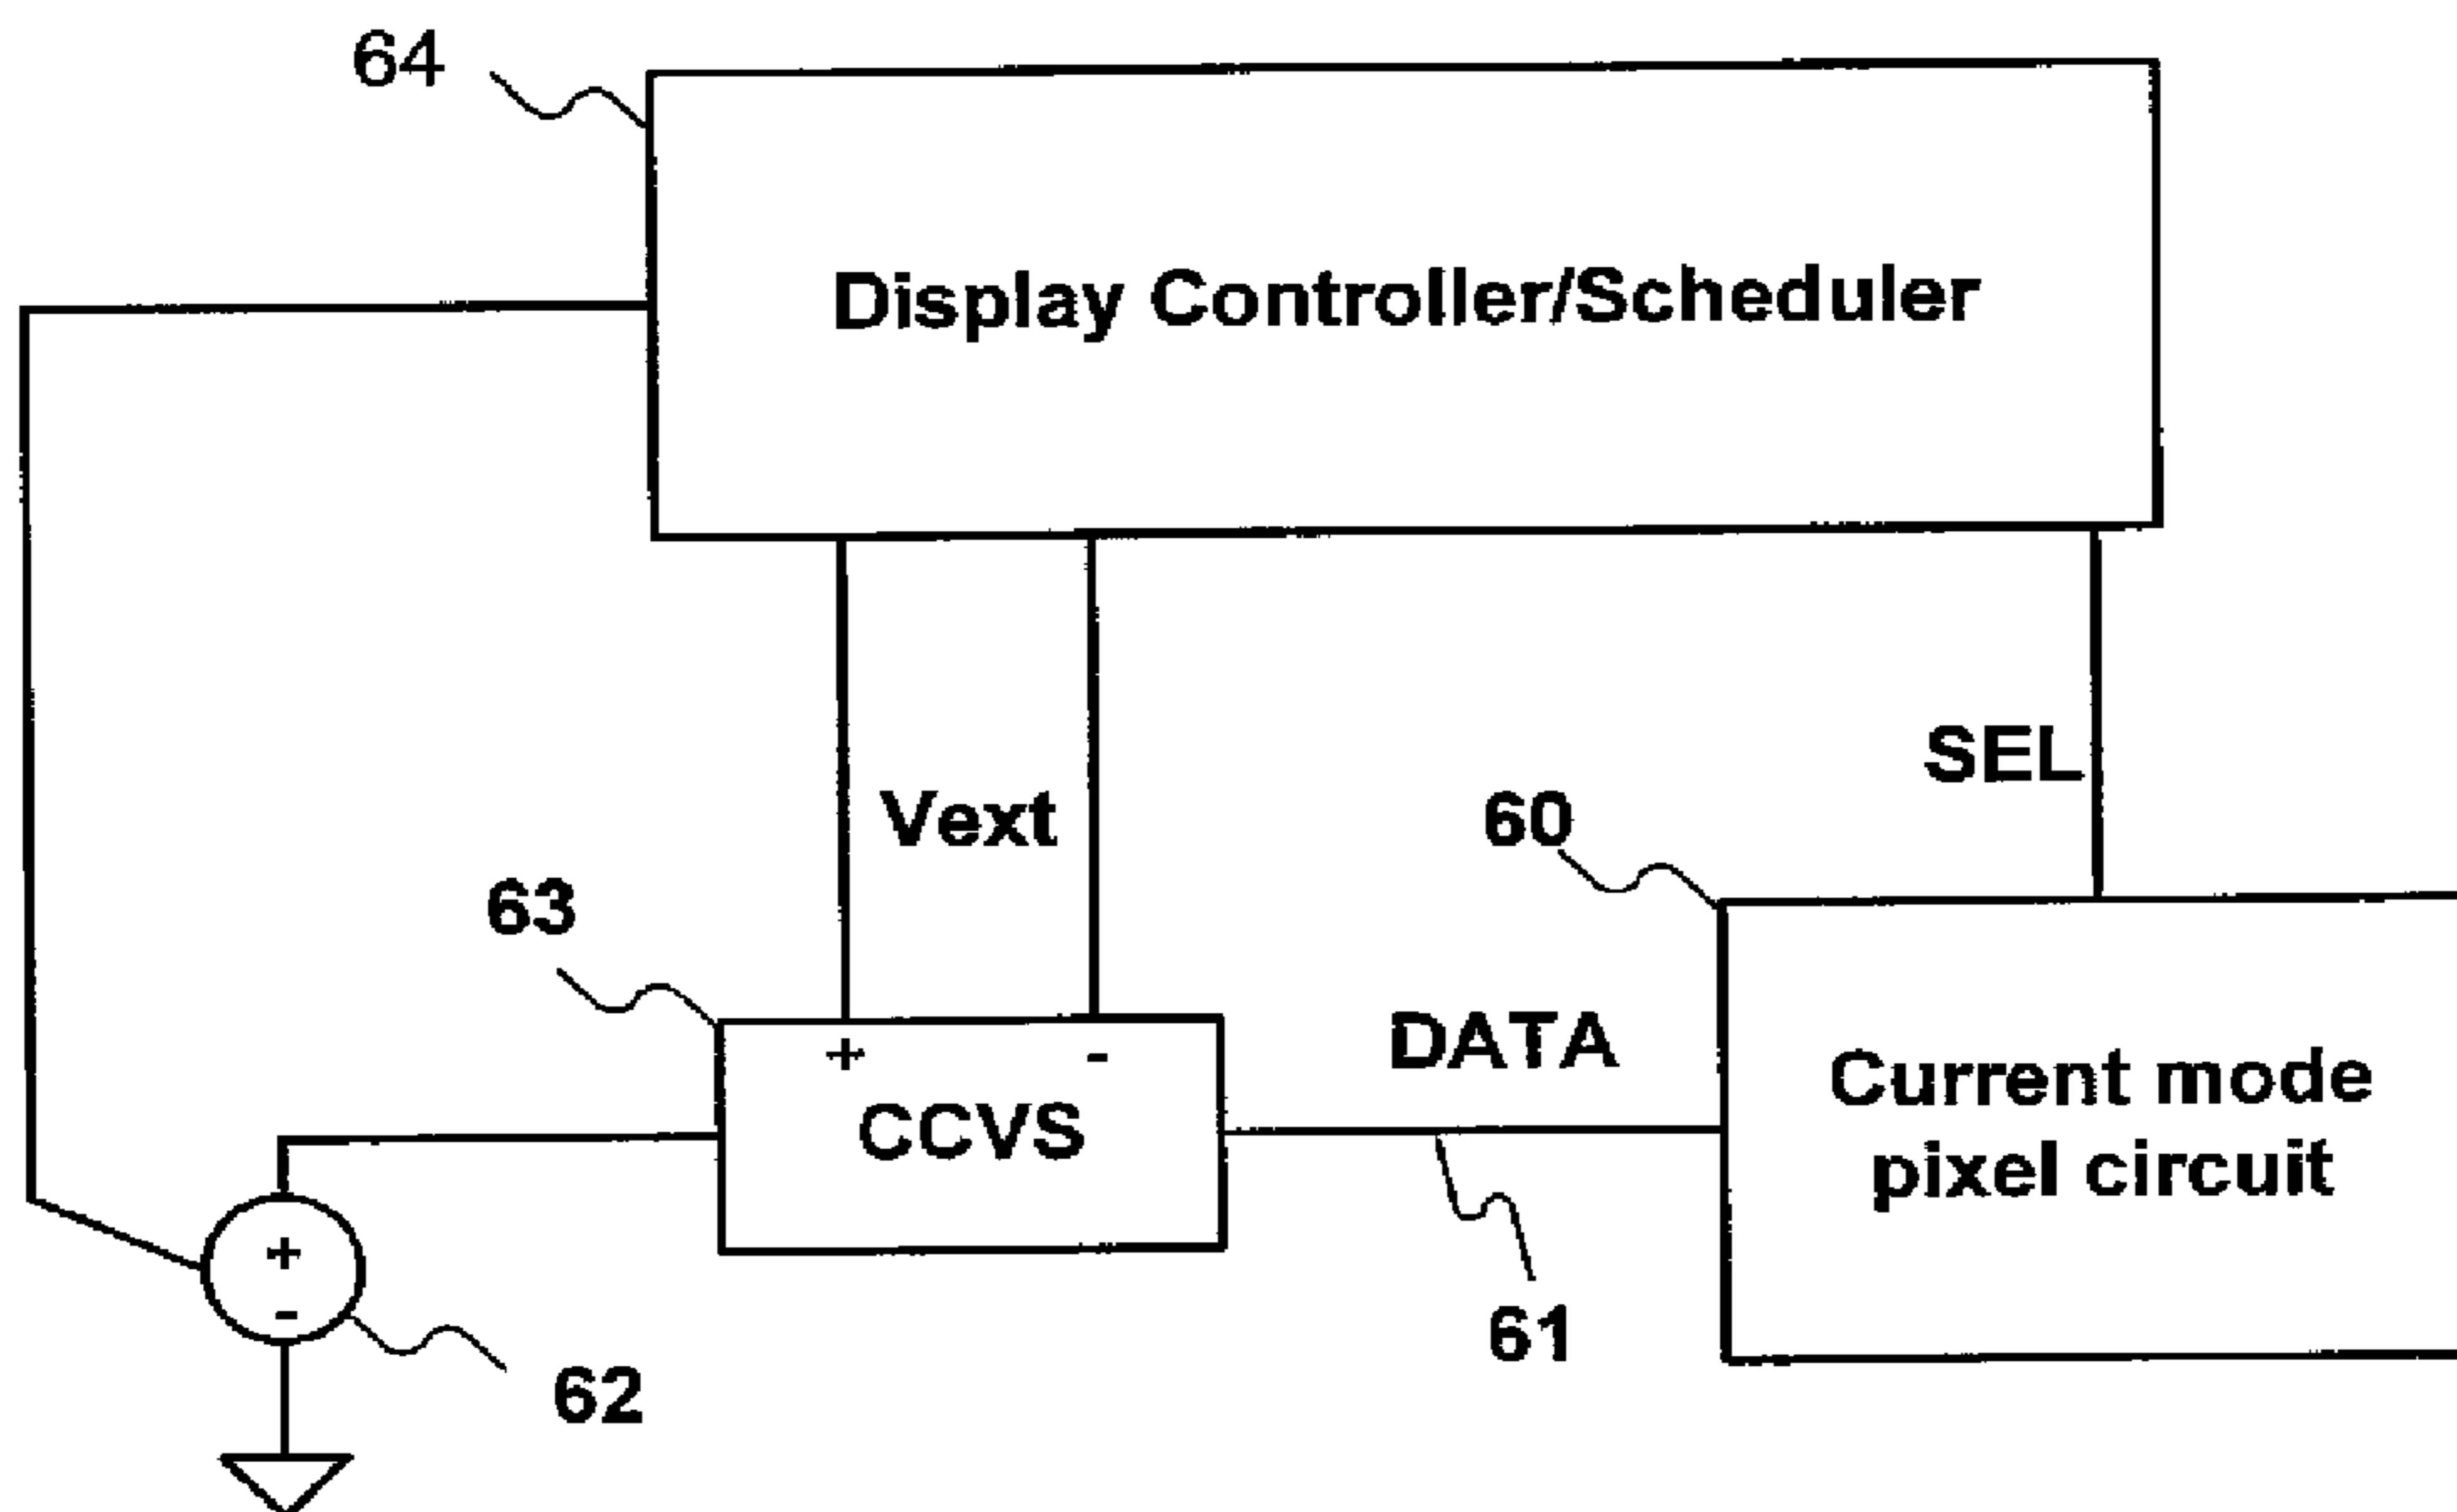 64
Display Controller/Scheduler
SEL
Vext
60
63
DATA
+ -
CCVS
Current mode
pixel circuit
+
-
61
62